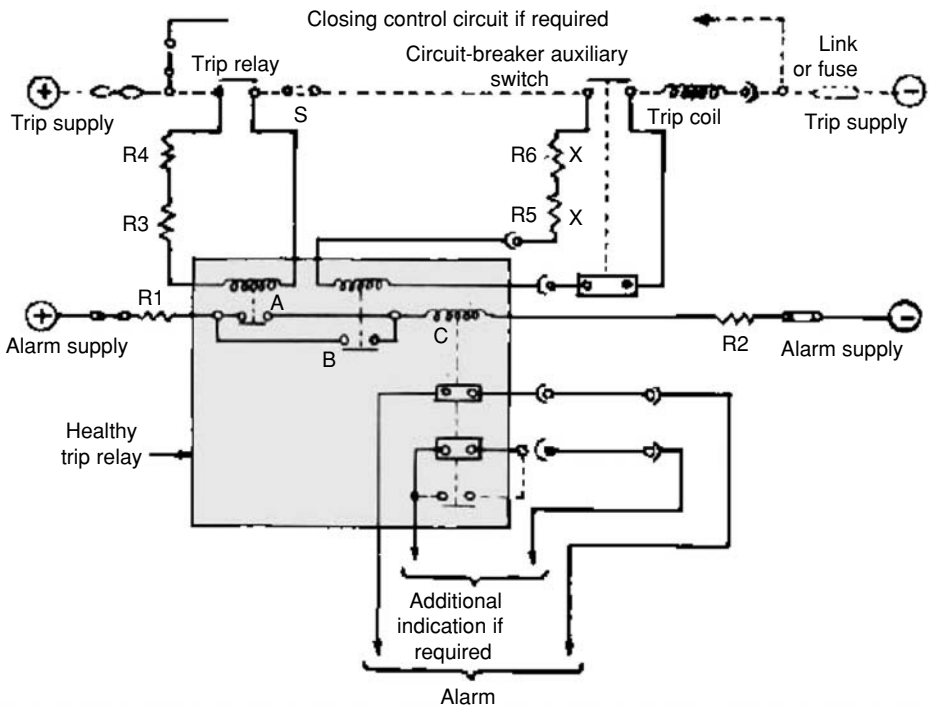 Closing control circuit if required
Trip relay
Circuit-breaker auxiliary
switch
Link
or fuse
+
S
−
Trip supply
Trip coil
Trip supply
R4
R6 X
R3
R5 X
A
R1
+
B
C
−
Alarm supply
R2
Alarm supply
Healthy
trip relay
Additional
indication if
required
Alarm